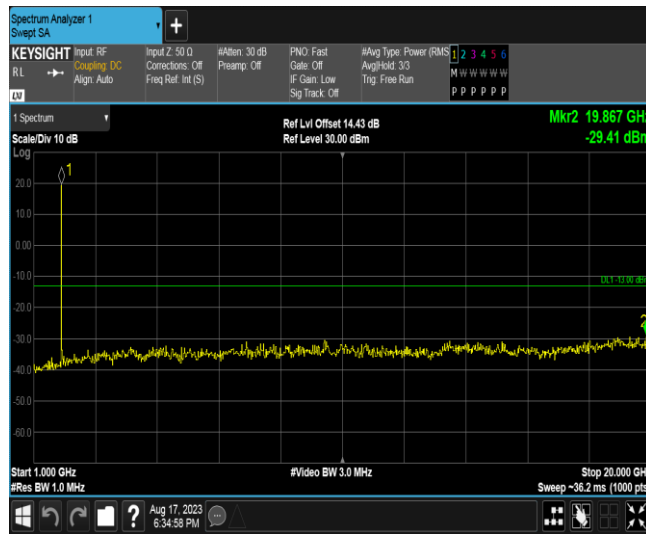 Spectrum Analyzer 1
Swept SA
KEYSIGHT Input: RF Input Z: 50 Ω #Atten: 30 dB PNO: Fast #Avg Type: Power (RMS 1 2 3 4 5 6
RL Coupling: DC Corrections: Off Preamp: Off Gate: Off Avg|Hold: 3/3 M W W W W W
Align: Auto Freq Ref: Int (S) IF Gain: Low Trig: Free Run
LXI Sig Track: Off P P P P P P
1 Spectrum Ref Lvl Offset 14.43 dB Mkr2 19.867 GHz
Scale/Div 10 dB Ref Level 30.00 dBm -29.41 dBm
Log
1
20.0
10.0
0.00
-10.0
DL1 -13.00 dBm
-20.0
2
-30.0
-40.0
-50.0
-60.0
Start 1.000 GHz #Video BW 3.0 MHz Stop 20.000 GH
#Res BW 1.0 MHz Sweep ~36.2 ms (1000 pts
? Aug 17, 2023
6:34:58 PM